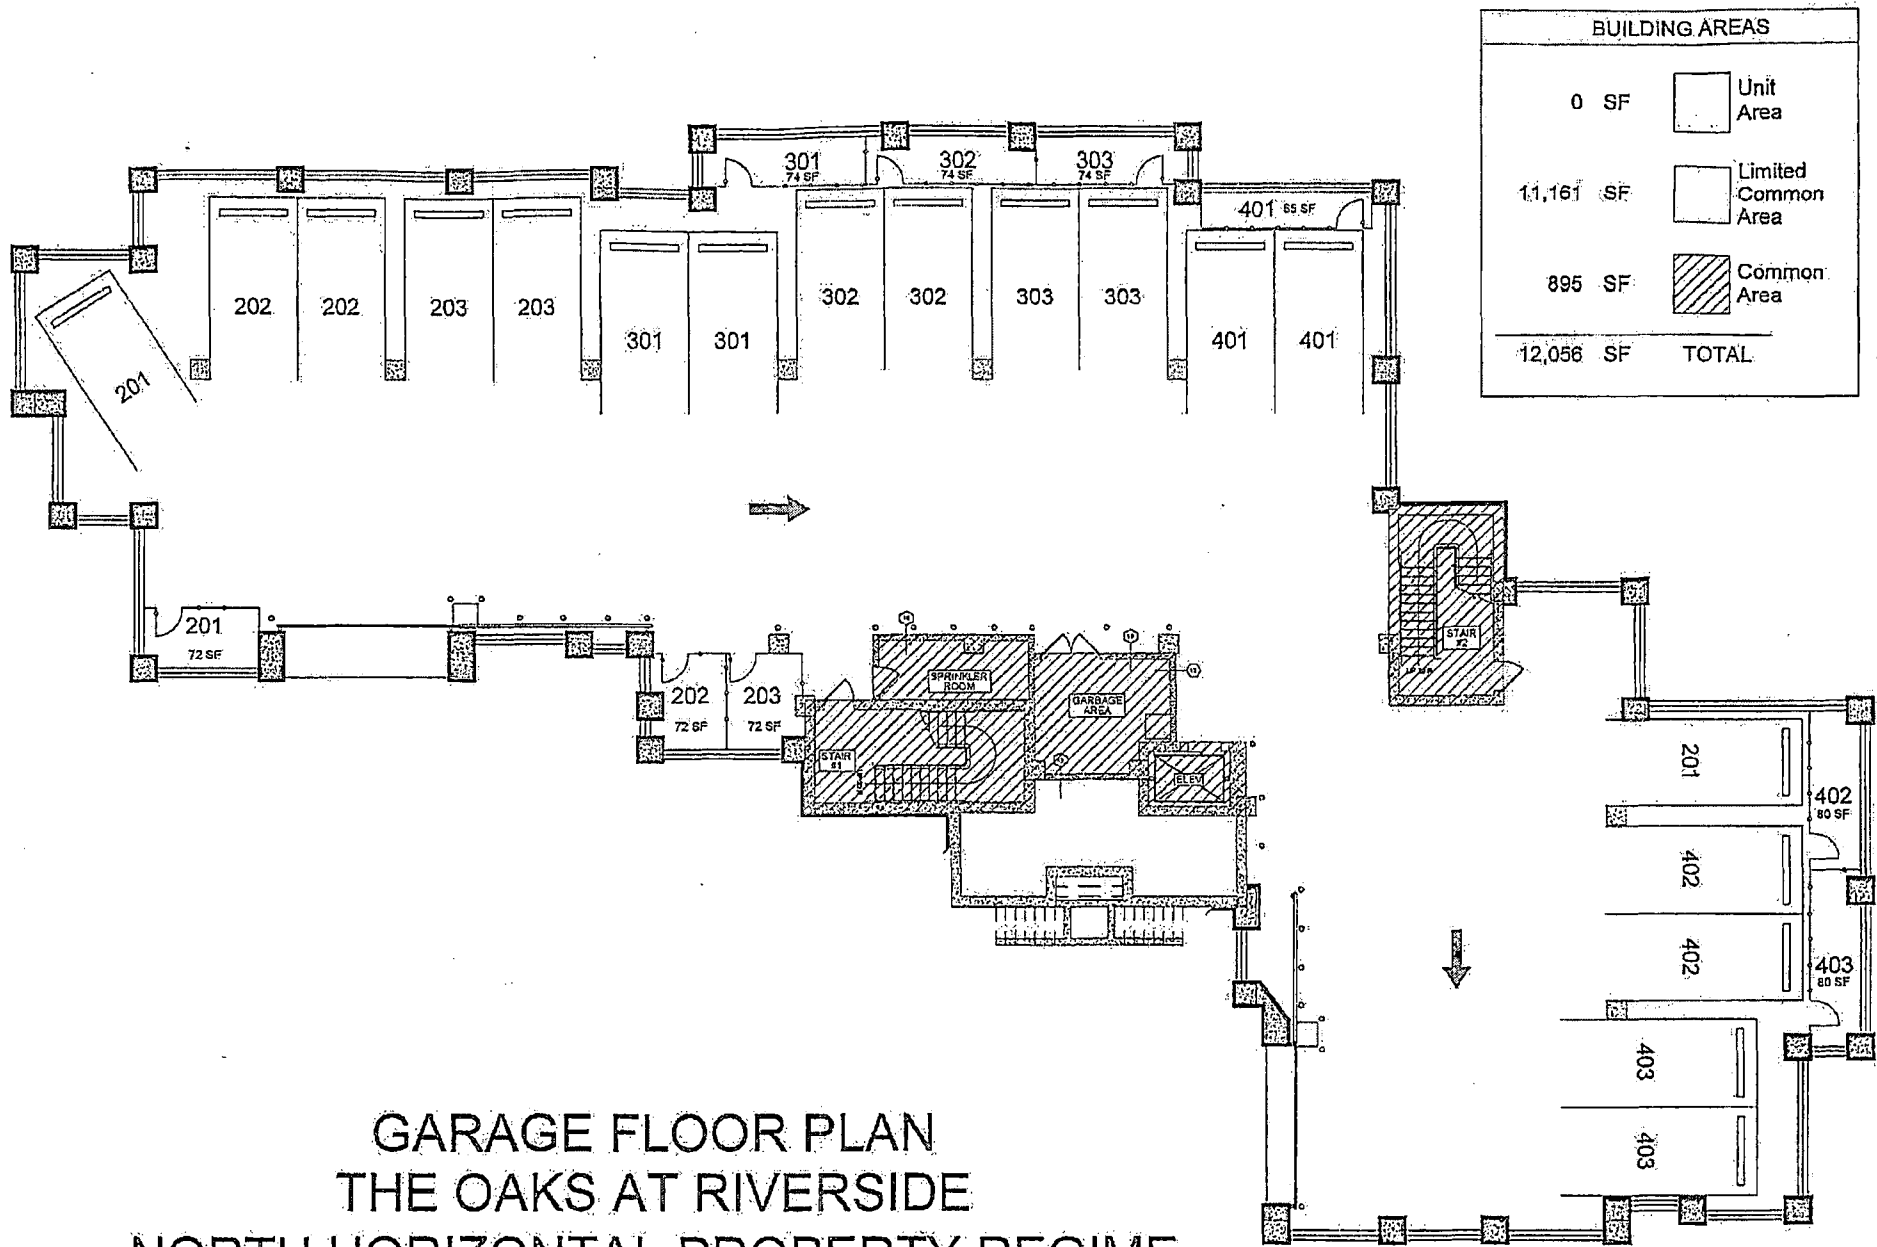 BUILDING AREAS
0 SF Unit Area
11,161 SF Limited Common Area
895 SF Common Area
12,056 SF TOTAL
301
74 SF
302
74 SF
303
74 SF
401 65 SF
202
202
203
203
301
301
302
302
303
303
401
401
201
201
72 SF
202
72 SF
203
72 SF
SPRINKLER ROOM
GARBAGE AREA
STAIR #1
ELEV
STAIR #2
201
402
80 SF
402
402
403
80 SF
403
403
GARAGE FLOOR PLAN
THE OAKS AT RIVERSIDE
NORTH HORIZONTAL PROPERTY REGIME